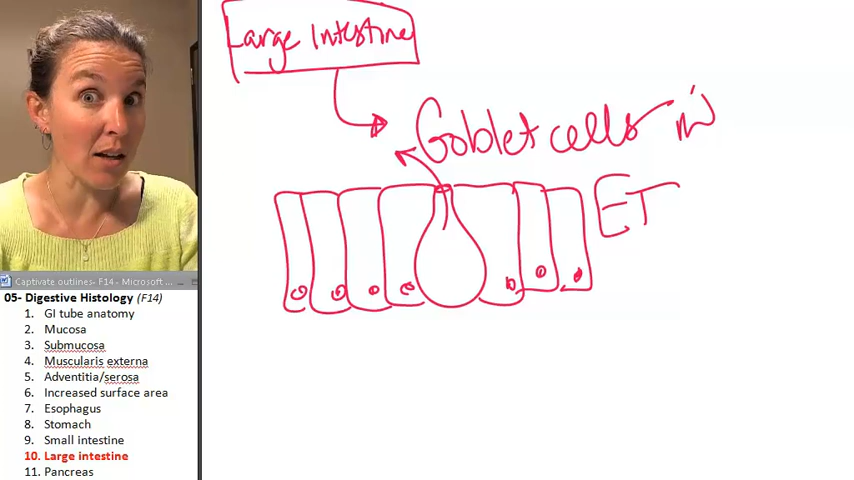 Large Intestine
Goblet cells in
ET
Captivate outlines - F14 - Microsoft ...
05- Digestive Histology (F14)
1. GI tube anatomy
2. Mucosa
3. Submucosa
4. Muscularis externa
5. Adventitia/serosa
6. Increased surface area
7. Esophagus
8. Stomach
9. Small intestine
10. Large intestine
11. Pancreas